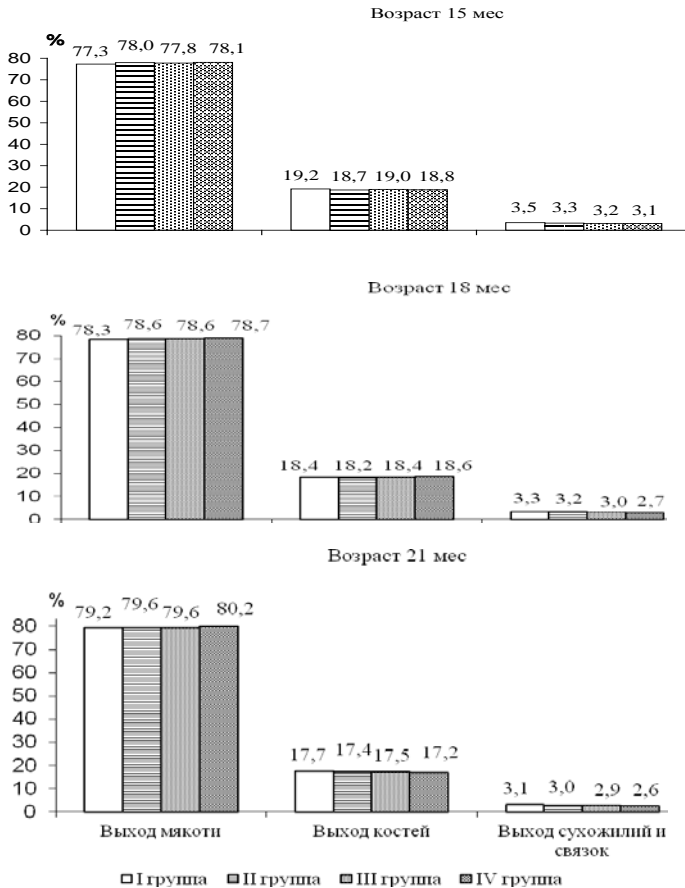 Возраст 15 мес
%
77,3 78,0 77,8 78,1
80
70
60
50
40
30
20
10
0
19,2 18,7 19,0 18,8
3,5 3,3 3,2 3,1
Возраст 18 мес
%
78,3 78,6 78,6 78,7
80
70
60
50
40
30
20
10
0
18,4 18,2 18,4 18,6
3,3 3,2 3,0 2,7
Возраст 21 мес
%
79,2 79,6 79,6 80,2
80
70
60
50
40
30
20
10
0
17,7 17,4 17,5 17,2
3,1 3,0 2,9 2,6
Выход мякоти Выход костей Выход сухожилий и
связок
I группа II группа III группа IV группа